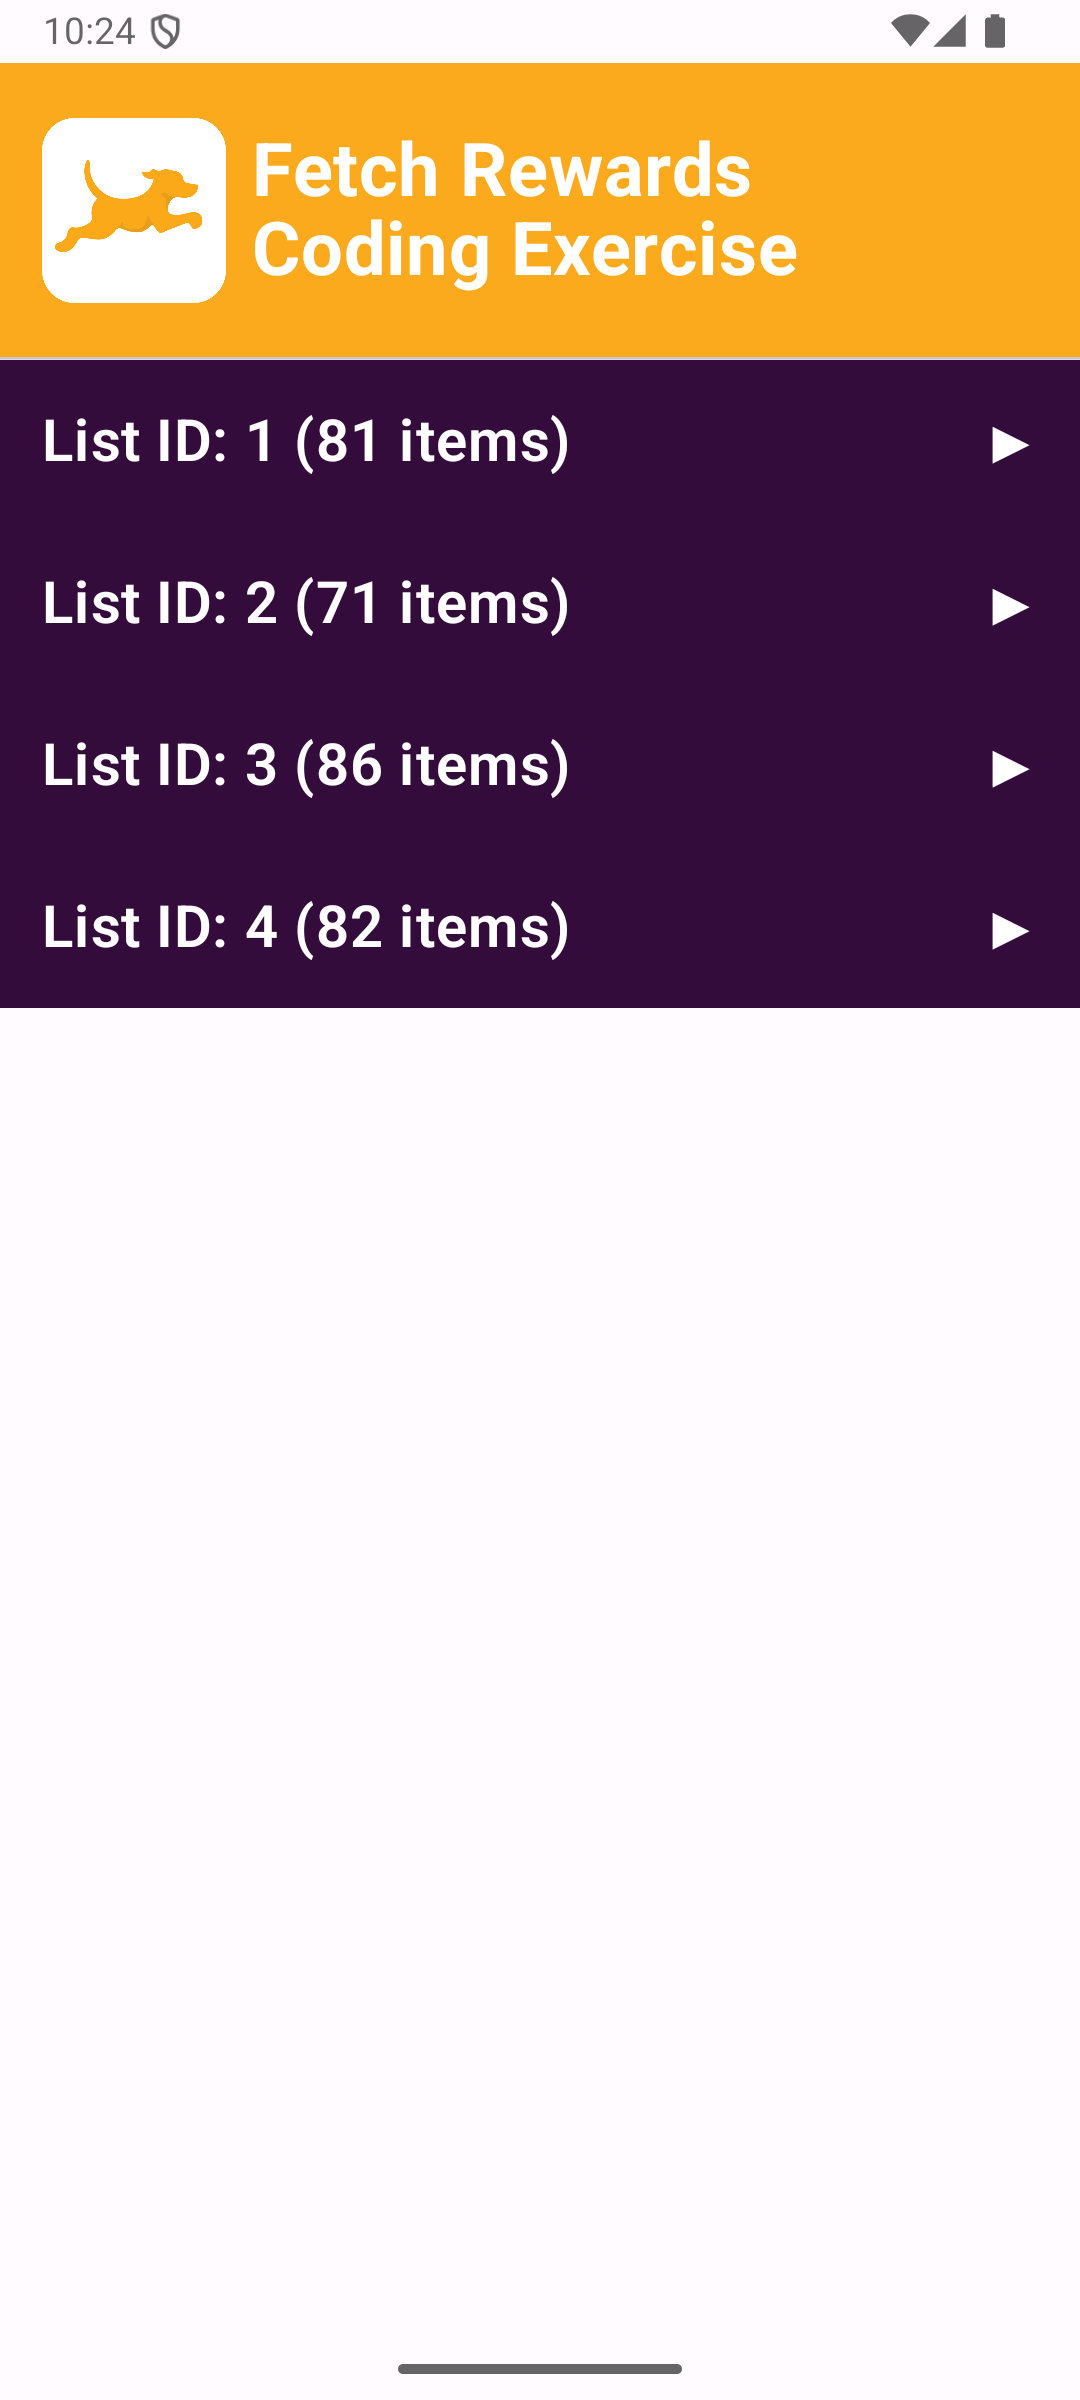 10:24
Fetch Rewards
Coding Exercise
List ID: 1 (81 items) ▶
List ID: 2 (71 items) ▶
List ID: 3 (86 items) ▶
List ID: 4 (82 items) ▶